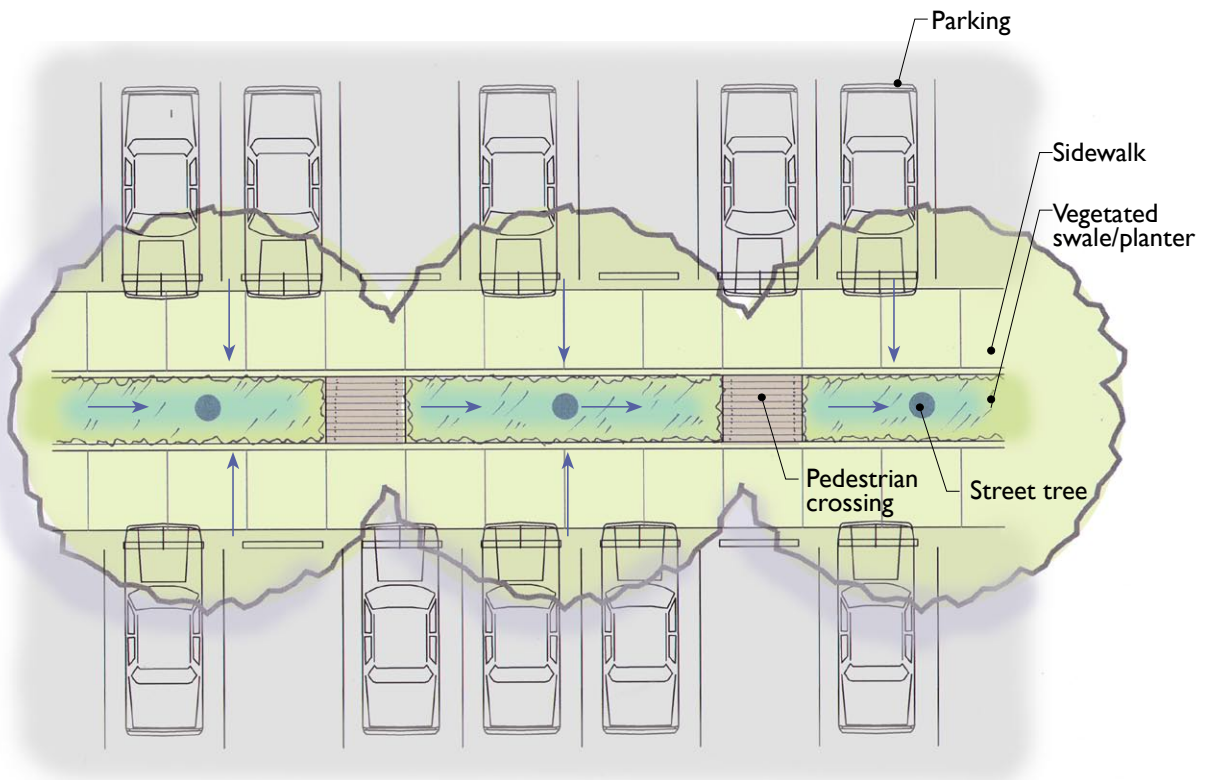 Parking
Sidewalk
Vegetated
swale/planter
Pedestrian
crossing
Street tree